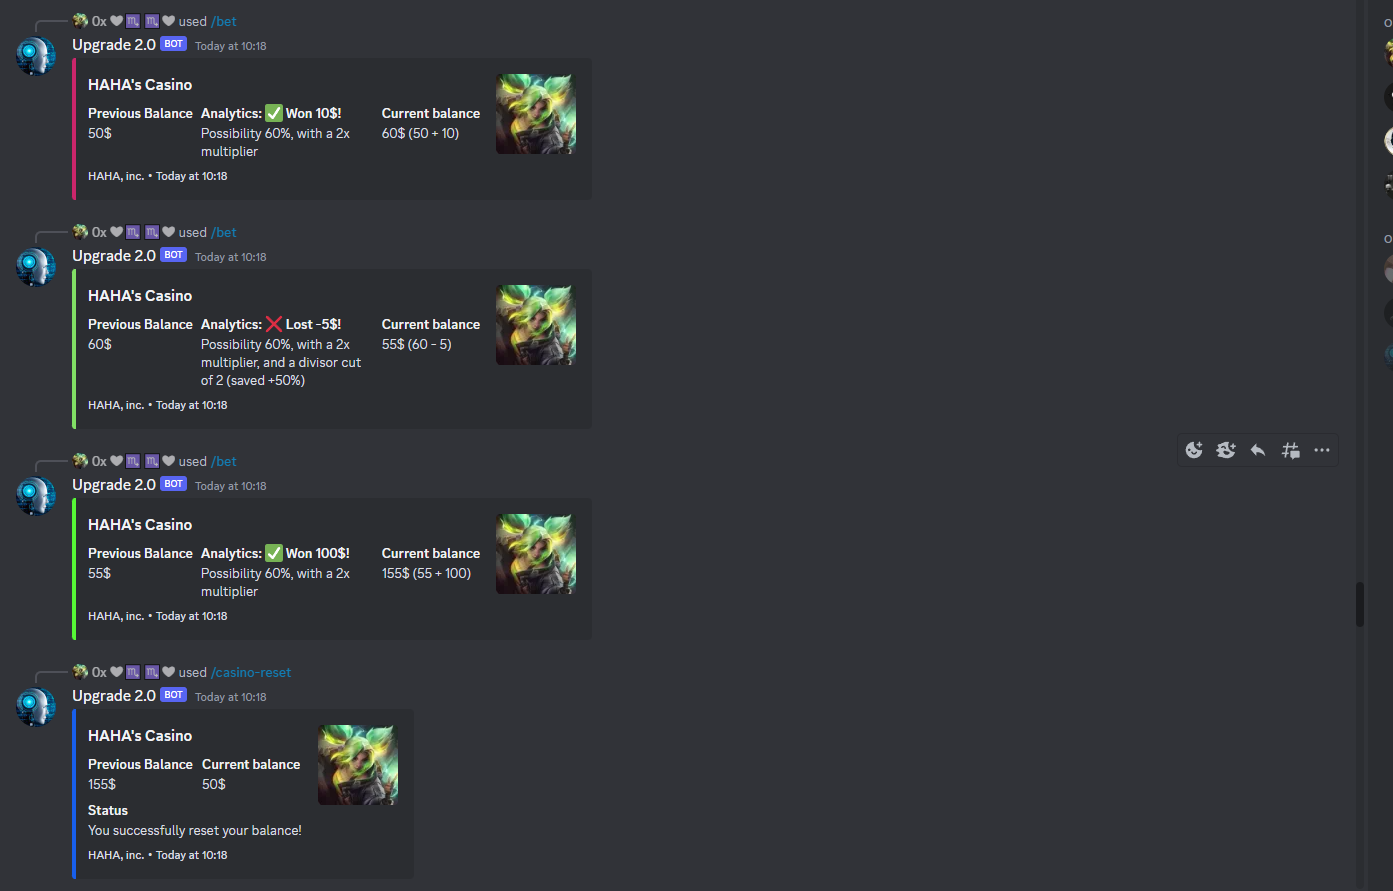 0x 🤍 ♏ ♏ 🤍 used /bet
Upgrade 2.0 BOT Today at 10:18
HAHA's Casino
Previous Balance Analytics: ✅ Won 10$! Current balance
50$ Possibility 60%, with a 2x 60$ (50 + 10)
multiplier
HAHA, inc. • Today at 10:18
0x 🤍 ♏ ♏ 🤍 used /bet
Upgrade 2.0 BOT Today at 10:18
HAHA's Casino
Previous Balance Analytics: ❌ Lost -5$! Current balance
60$ Possibility 60%, with a 2x 55$ (60 - 5)
multiplier, and a divisor cut
of 2 (saved +50%)
HAHA, inc. • Today at 10:18
0x 🤍 ♏ ♏ 🤍 used /bet
Upgrade 2.0 BOT Today at 10:18
HAHA's Casino
Previous Balance Analytics: ✅ Won 100$! Current balance
55$ Possibility 60%, with a 2x 155$ (55 + 100)
multiplier
HAHA, inc. • Today at 10:18
0x 🤍 ♏ ♏ 🤍 used /casino-reset
Upgrade 2.0 BOT Today at 10:18
HAHA's Casino
Previous Balance Current balance
155$ 50$
Status
You successfully reset your balance!
HAHA, inc. • Today at 10:18